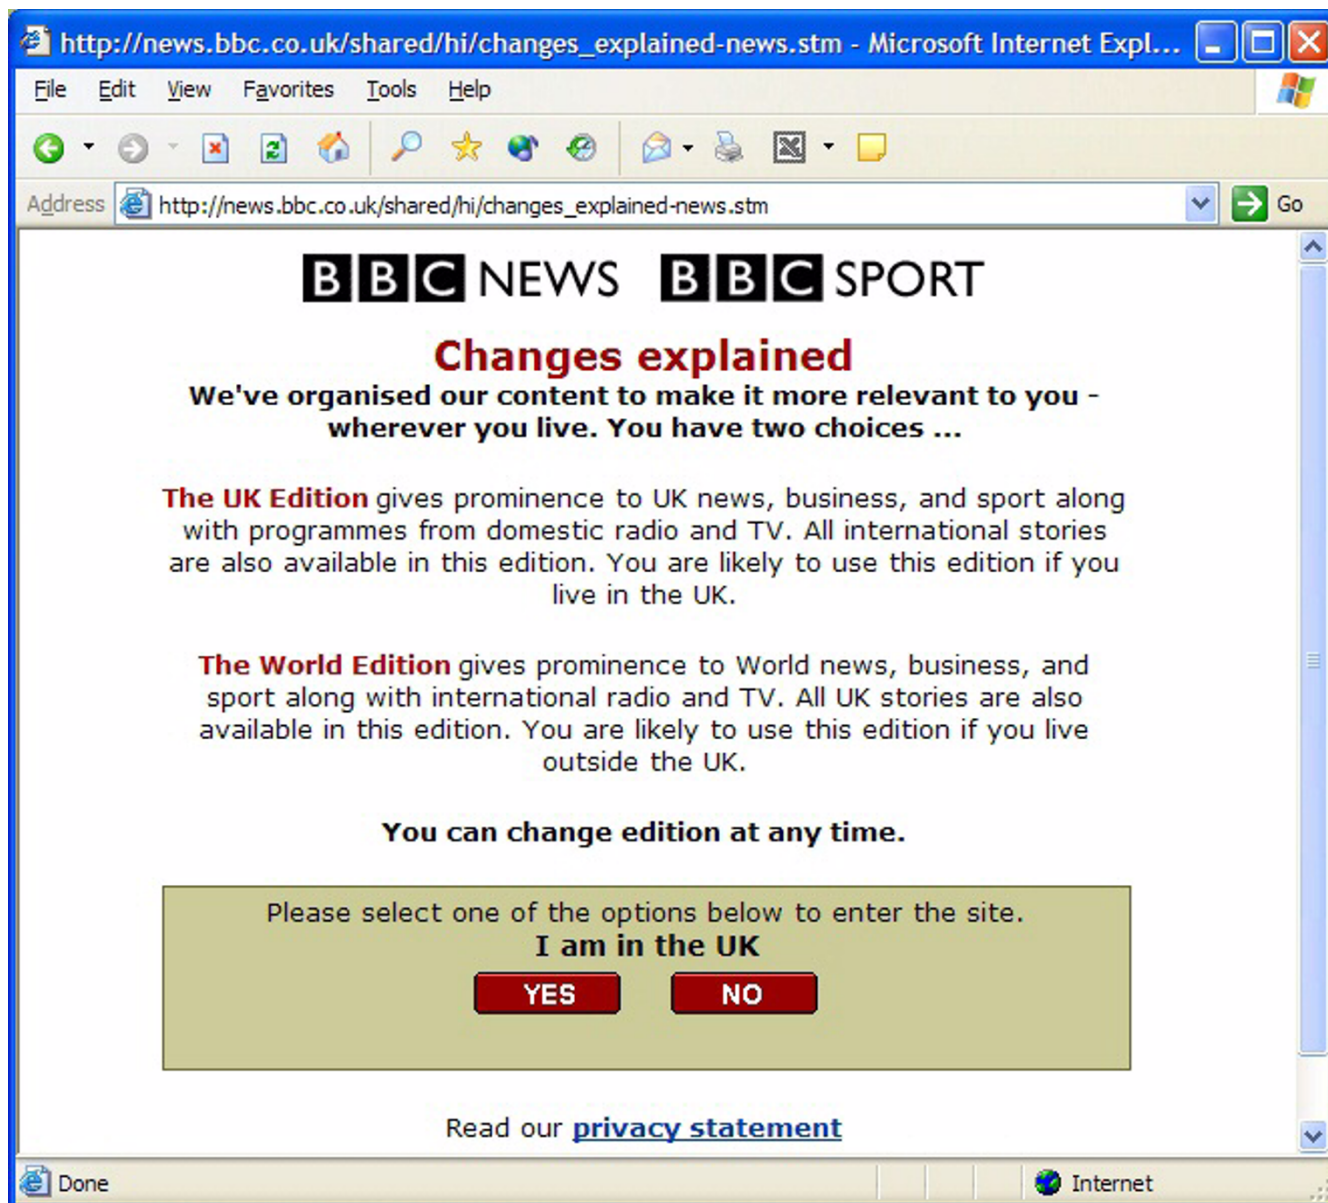 http://news.bbc.co.uk/shared/hi/changes_explained-news.stm - Microsoft Internet Expl...
File Edit View Favorites Tools Help
Address http://news.bbc.co.uk/shared/hi/changes_explained-news.stm Go
BBC NEWS BBC SPORT
Changes explained
We've organised our content to make it more relevant to you -
wherever you live. You have two choices ...
The UK Edition gives prominence to UK news, business, and sport along
with programmes from domestic radio and TV. All international stories
are also available in this edition. You are likely to use this edition if you
live in the UK.
The World Edition gives prominence to World news, business, and
sport along with international radio and TV. All UK stories are also
available in this edition. You are likely to use this edition if you live
outside the UK.
You can change edition at any time.
Please select one of the options below to enter the site.
I am in the UK
YES NO
Read our privacy statement
Done Internet